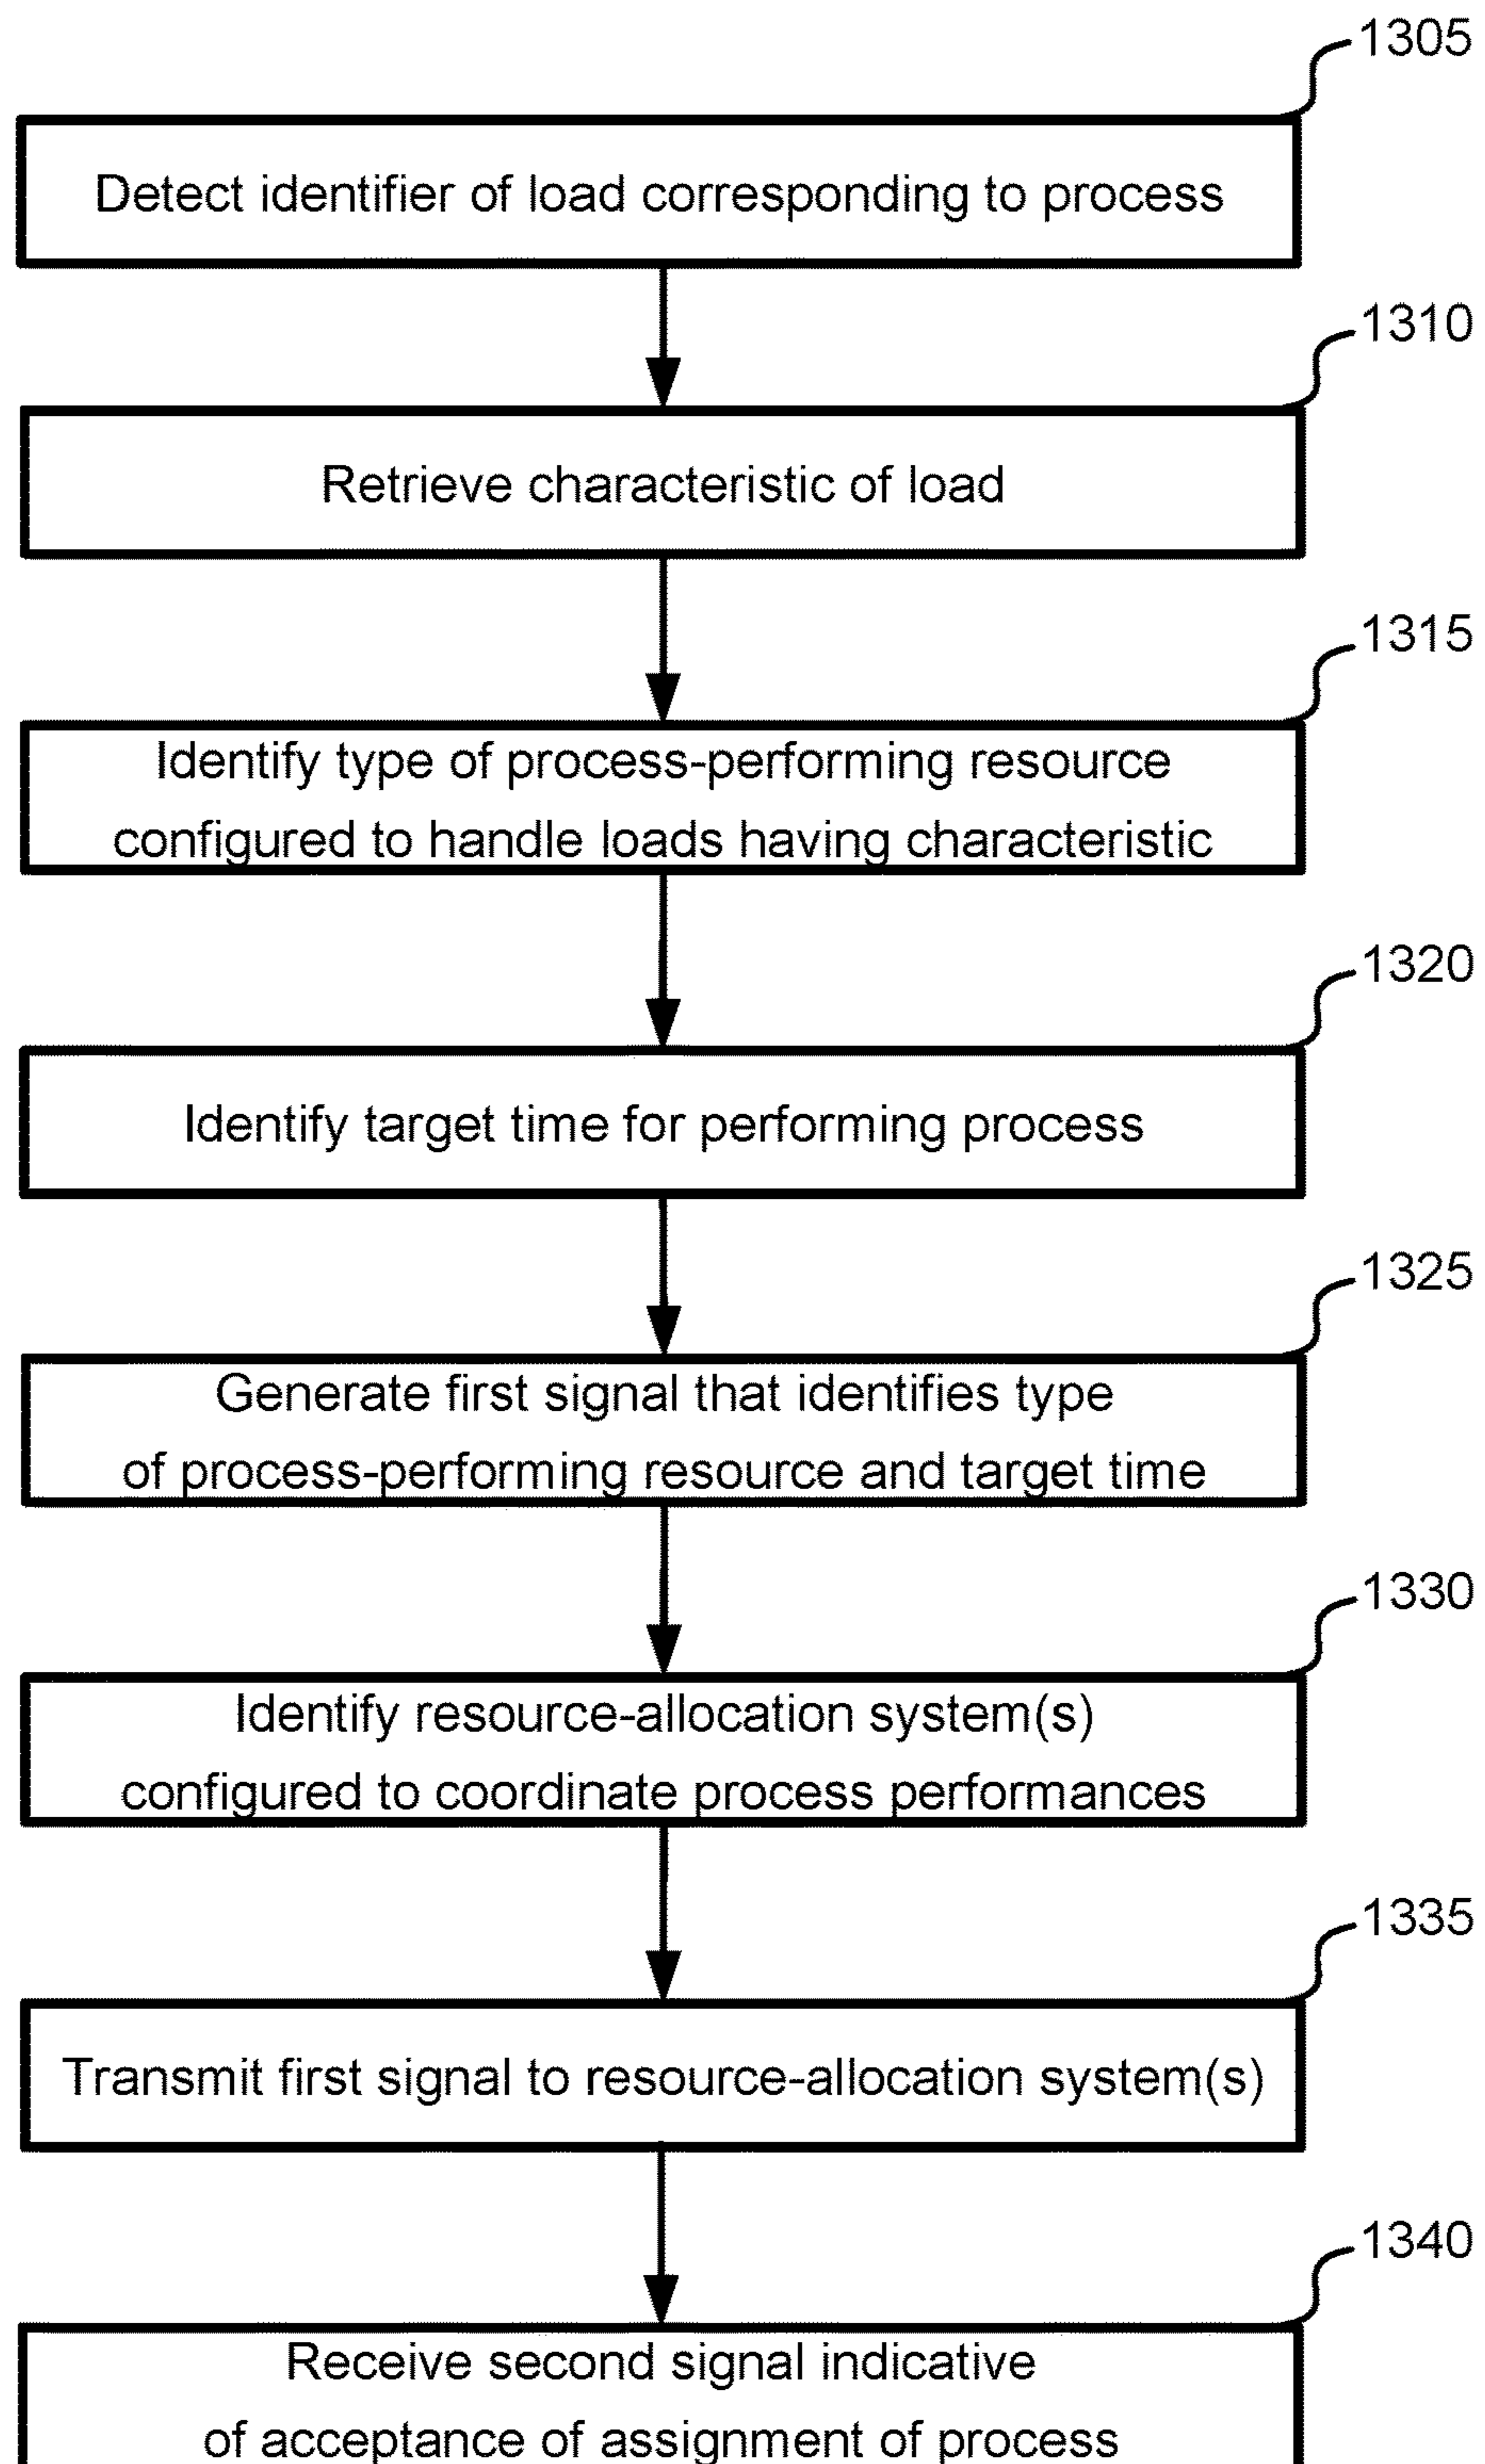 1305
Detect identifier of load corresponding to process
1310
Retrieve characteristic of load
1315
Identify type of process-performing resource
configured to handle loads having characteristic
1320
Identify target time for performing process
1325
Generate first signal that identifies type
of process-performing resource and target time
1330
Identify resource-allocation system(s)
configured to coordinate process performances
1335
Transmit first signal to resource-allocation system(s)
1340
Receive second signal indicative
of acceptance of assignment of process